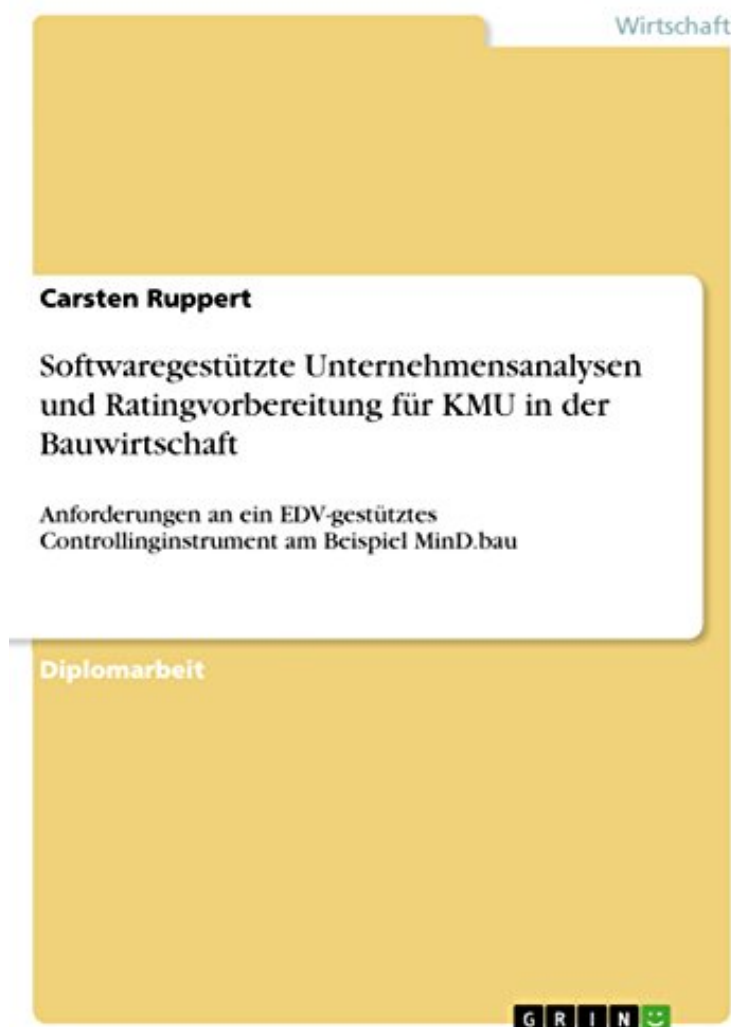 Wirtschaft
Carsten Ruppert
Softwaregestützte Unternehmensanalysen
und Ratingvorbereitung für KMU in der
Bauwirtschaft
Anforderungen an ein EDV-gestütztes
Controllinginstrument am Beispiel MinD.bau
Diplomarbeit
GRIN